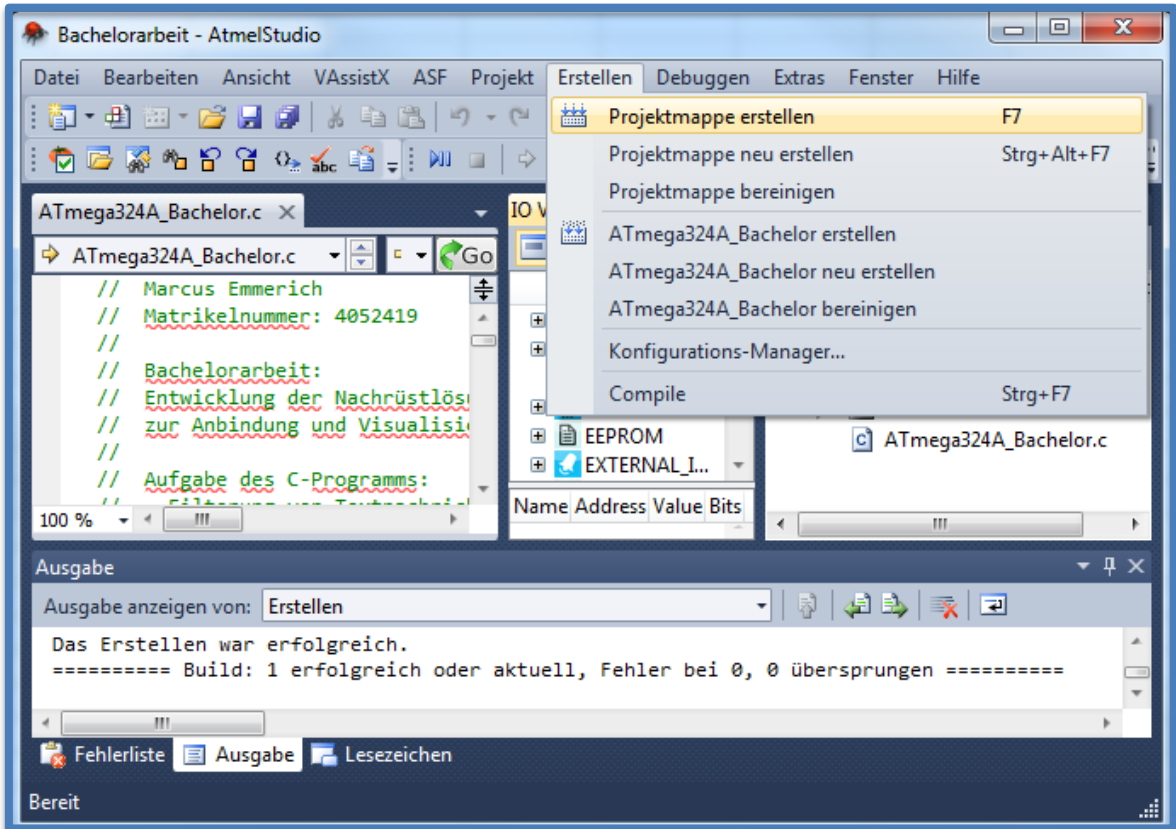 Bachelorarbeit - AtmelStudio
Datei Bearbeiten Ansicht VAssistX ASF Projekt Erstellen Debuggen Extras Fenster Hilfe
Projektmappe erstellen F7
Projektmappe neu erstellen Strg+Alt+F7
Projektmappe bereinigen
ATmega324A_Bachelor erstellen
ATmega324A_Bachelor neu erstellen
ATmega324A_Bachelor bereinigen
Konfigurations-Manager...
Compile Strg+F7
ATmega324A_Bachelor.c
ATmega324A_Bachelor.c Go
// Marcus Emmerich
// Matrikelnummer: 4052419
//
// Bachelorarbeit:
// Entwicklung der
// zur Anbindung und
//
// Aufgabe des C-Programms:
100 %
IO
EEPROM
EXTERNAL_I...
Name Address Value Bits
ATmega324A_Bachelor.c
Ausgabe
Ausgabe anzeigen von: Erstellen
Das Erstellen war erfolgreich.
========== Build: 1 erfolgreich oder aktuell, Fehler bei 0, 0 übersprungen ==========
Fehlerliste Ausgabe Lesezeichen
Bereit